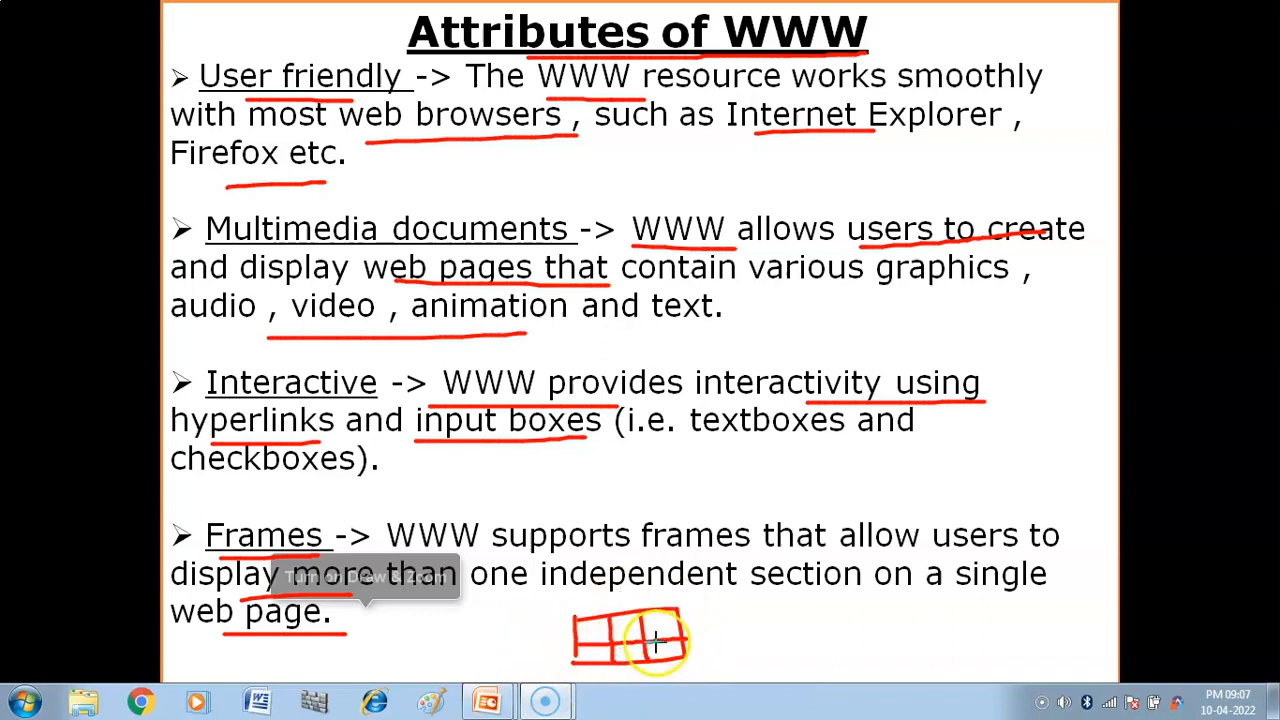 Attributes of WWW
➢ User friendly -> The WWW resource works smoothly
with most web browsers , such as Internet Explorer ,
Firefox etc.
➢ Multimedia documents -> WWW allows users to create
and display web pages that contain various graphics ,
audio , video , animation and text.
➢ Interactive -> WWW provides interactivity using
hyperlinks and input boxes (i.e. textboxes and
checkboxes).
➢ Frames -> WWW supports frames that allow users to
display more than one independent section on a single
Turn on Draw & Zoom
web page.
PM 09:07
10-04-2022